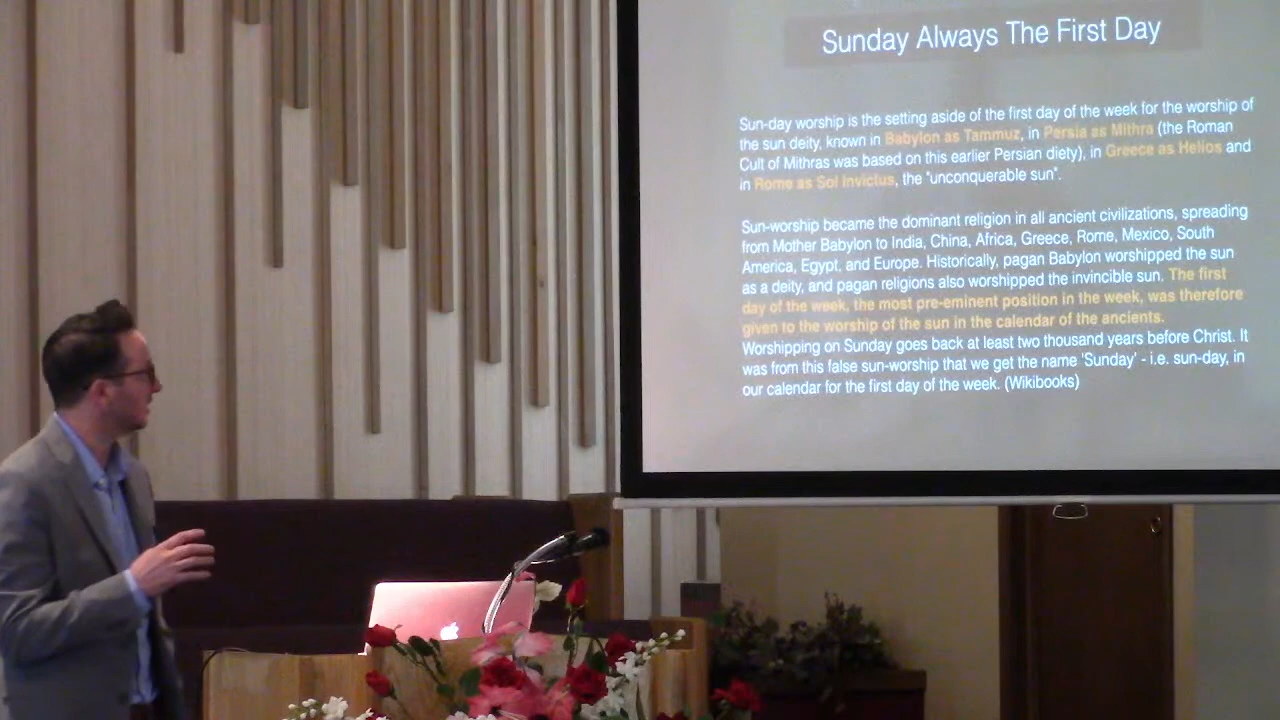 Sunday Always The First Day
Sun-day worship is the setting aside of the first day of the week for the worship of
the sun deity, known in Babylon as Tammuz, in Persia as Mithra (the Roman
Cult of Mithras was based on this earlier Persian diety), in Greece as Helios and
in Rome as Sol Invictus, the "unconquerable sun".
Sun-worship became the dominant religion in all ancient civilizations, spreading
from Mother Babylon to India, China, Africa, Greece, Rome, Mexico, South
America, Egypt, and Europe. Historically, pagan Babylon worshipped the sun
as a deity, and pagan religions also worshipped the invincible sun. The first
day of the week, the most pre-eminent position in the week, was therefore
given to the worship of the sun in the calendar of the ancients.
Worshipping on Sunday goes back at least two thousand years before Christ. It
was from this false sun-worship that we get the name 'Sunday' - i.e. sun-day, in
our calendar for the first day of the week. (Wikibooks)